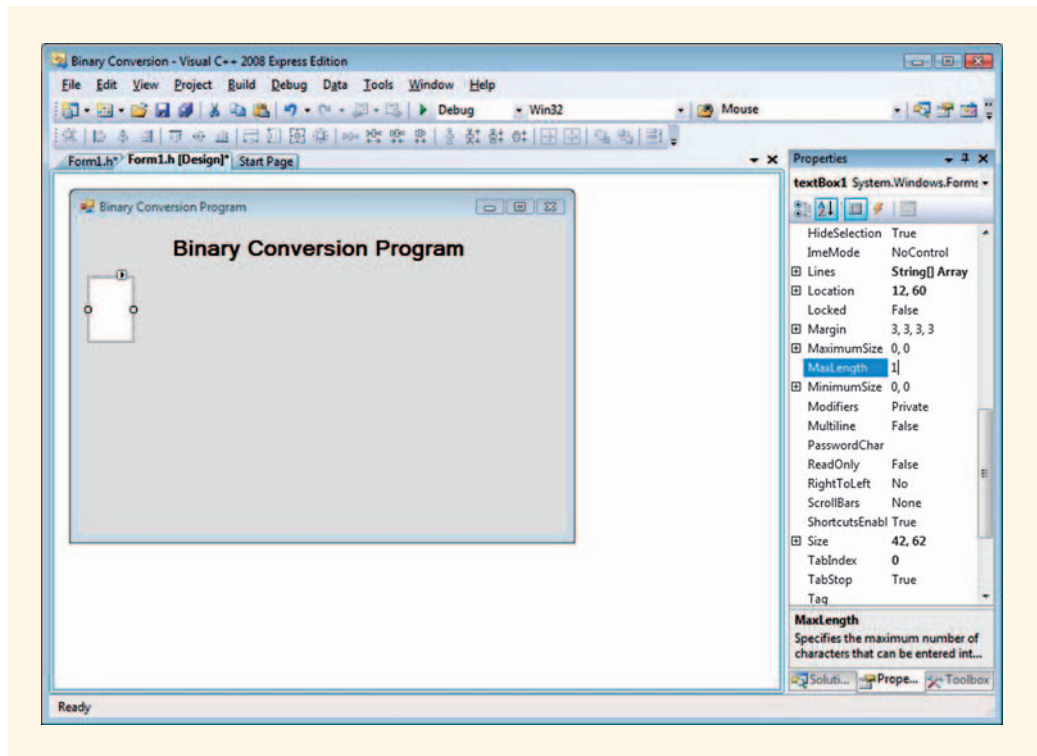 Binary Conversion - Visual C++ 2008 Express Edition
File Edit View Project Build Debug Data Tools Window Help
Debug Win32 Mouse
Form1.h* Form1.h [Design]* Start Page
Binary Conversion Program
Binary Conversion Program
Properties
textBox1 System.Windows.Forms
HideSelection True
ImeMode NoControl
Lines String[] Array
Location 12, 60
Locked False
Margin 3, 3, 3, 3
MaximumSize 0, 0
MaxLength 1
MinimumSize 0, 0
Modifiers Private
Multiline False
PasswordChar
ReadOnly False
RightToLeft No
ScrollBars None
ShortcutsEnabl True
Size 42, 62
TabIndex 0
TabStop True
Tag
MaxLength
Specifies the maximum number of
characters that can be entered int...
Soluti... Prope... Toolbox
Ready